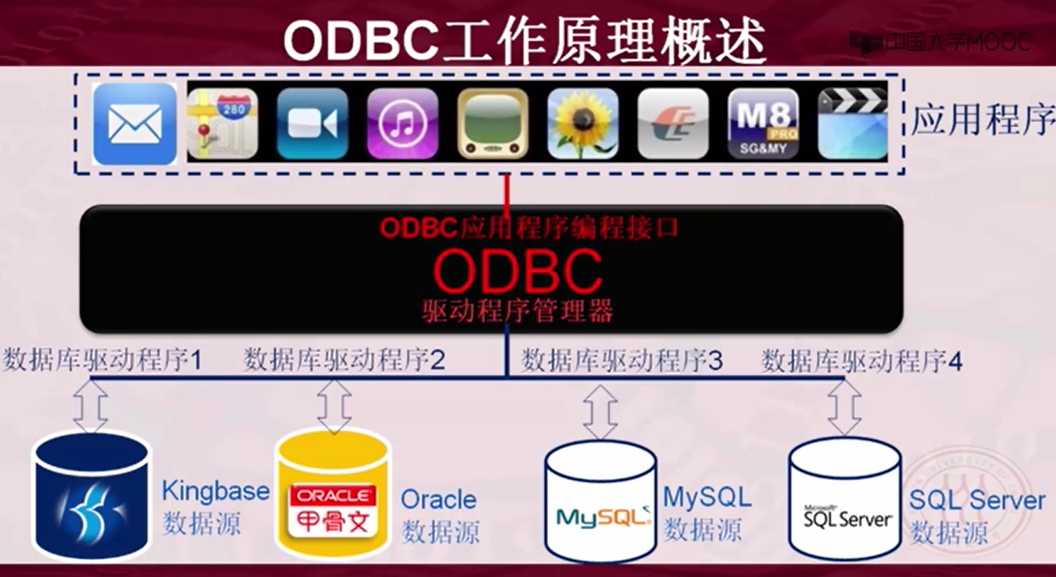 ODBC工作原理概述
中国大学MOOC
280
M8
PRO
SG&MY
应用程序
ODBC应用程序编程接口
ODBC
驱动程序管理器
数据库驱动程序1
数据库驱动程序2
数据库驱动程序3
数据库驱动程序4
Kingbase
数据源
ORACLE
甲骨文
Oracle
数据源
MySQL
MySQL
数据源
Microsoft
SQL Server
SQL Server
数据源